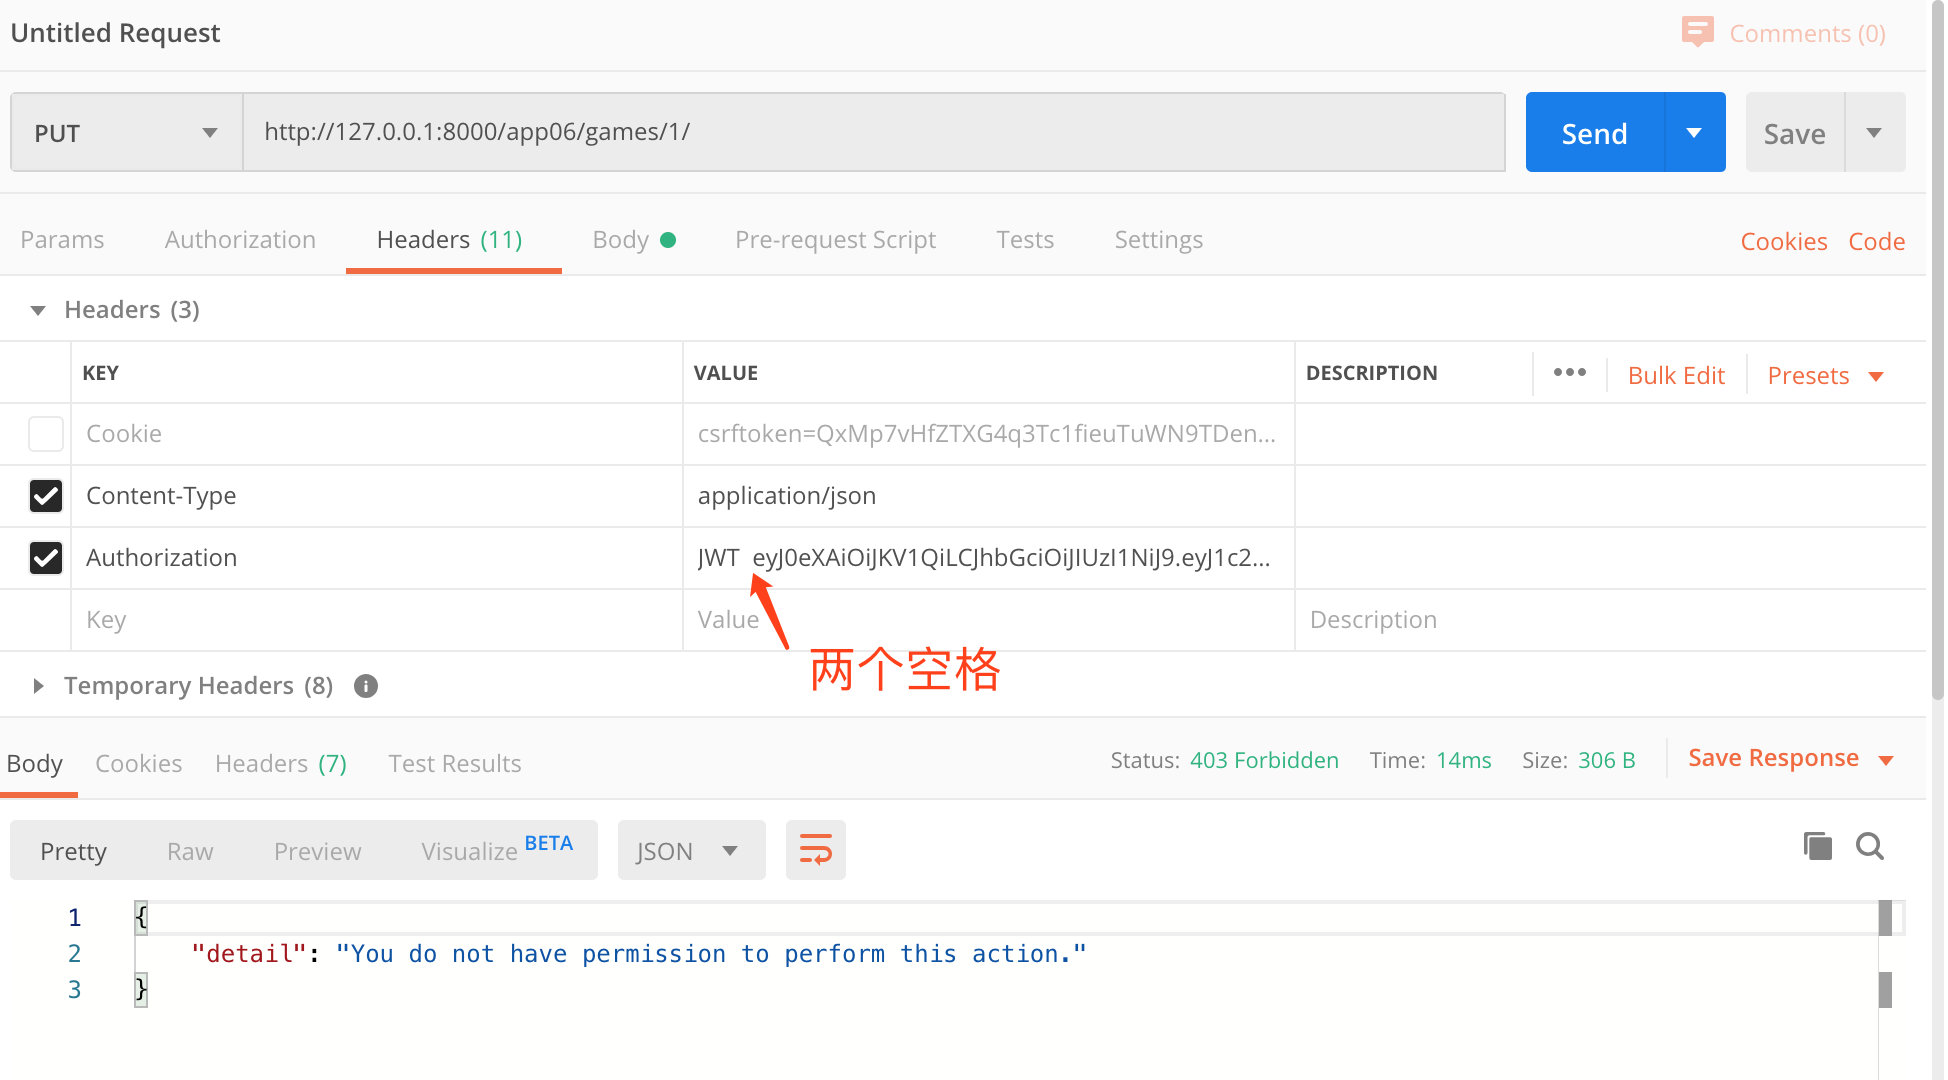 Untitled Request
Comments (0)
PUT
http://127.0.0.1:8000/app06/games/1/
Send
Save
Params
Authorization
Headers (11)
Body
Pre-request Script
Tests
Settings
Cookies
Code
Headers (3)
KEY
VALUE
DESCRIPTION
Bulk Edit
Presets
Cookie
csrftoken=QxMp7vHfZTXG4q3Tc1fieuTuWN9TDen...
Content-Type
application/json
Authorization
JWT  eyJ0eXAiOiJKV1QiLCJhbGciOiJIUzI1NiJ9.eyJ1c2...
Key
Value
Description
两个空格
Temporary Headers (8)
Body
Cookies
Headers (7)
Test Results
Status: 403 Forbidden
Time: 14ms
Size: 306 B
Save Response
Pretty
Raw
Preview
Visualize BETA
JSON
1 {
2 "detail": "You do not have permission to perform this action."
3 }